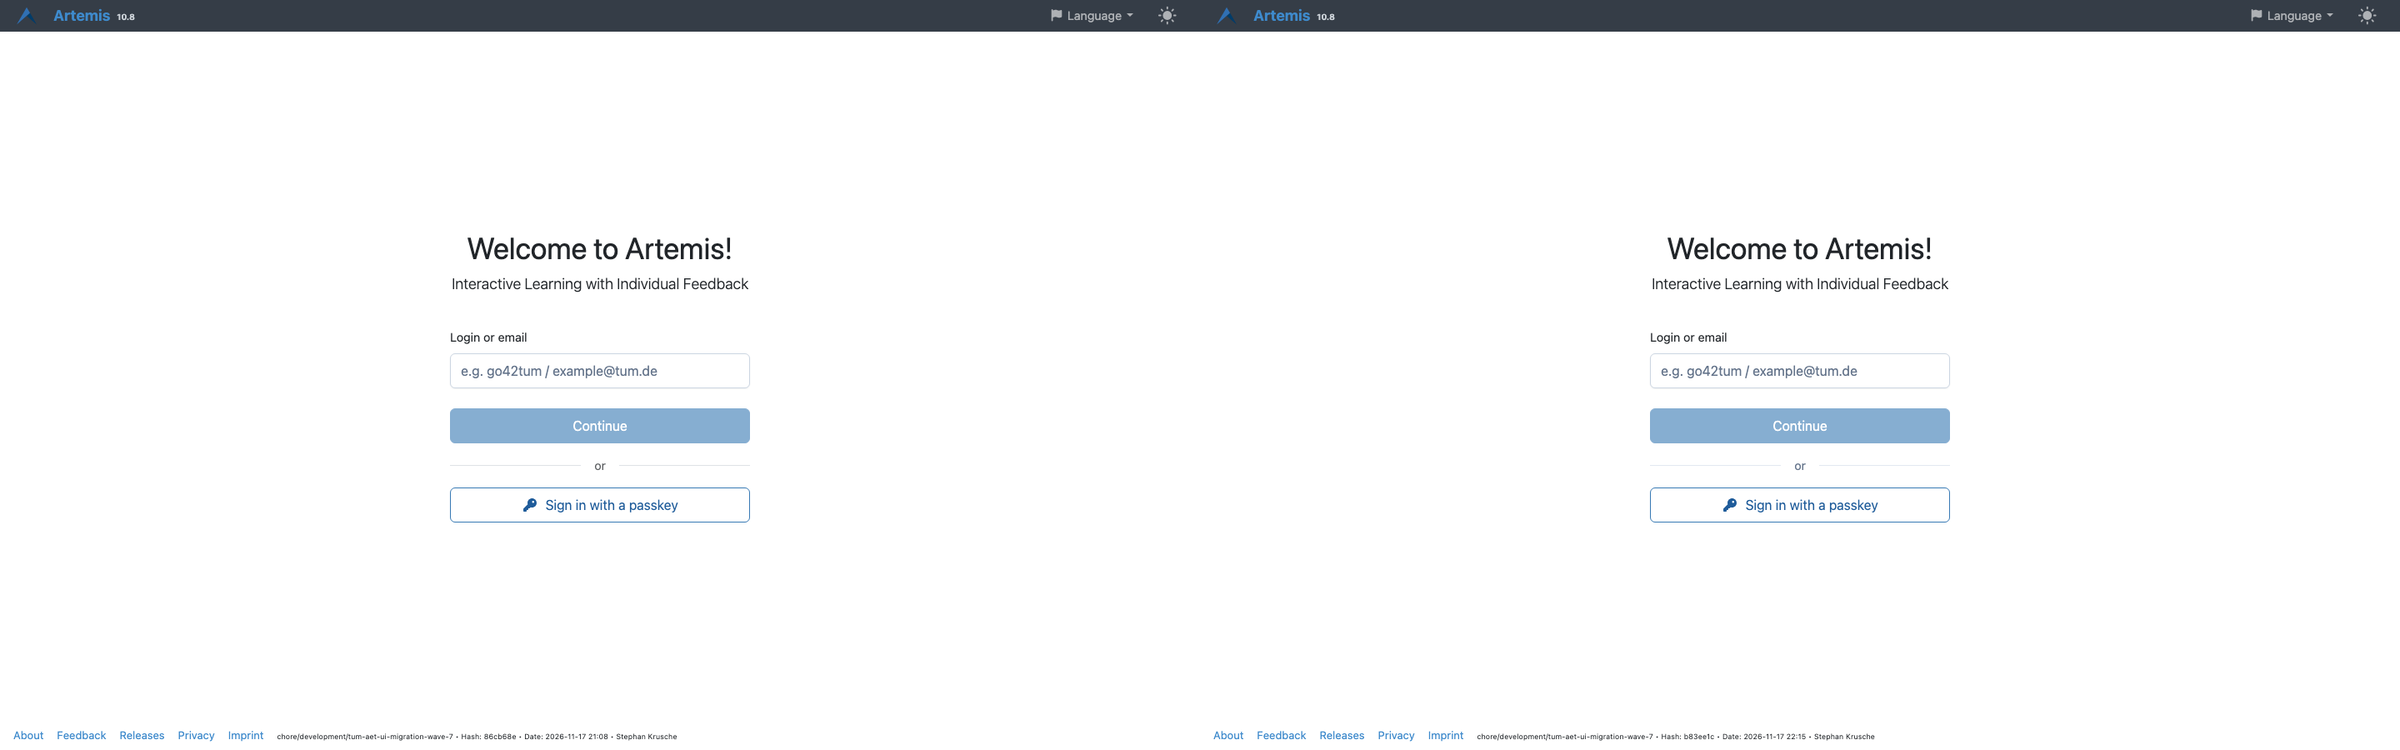 Artemis 10.8 Language
Welcome to Artemis!
Interactive Learning with Individual Feedback
Login or email
e.g. go42tum / example@tum.de
Continue
or
Sign in with a passkey
About Feedback Releases Privacy Imprint chore/development/tum-aet-ui-migration-wave-7 • Hash: 86cb68e • Date: 2026-11-17 21:08 • Stephan Krusche
Artemis 10.8 Language
Welcome to Artemis!
Interactive Learning with Individual Feedback
Login or email
e.g. go42tum / example@tum.de
Continue
or
Sign in with a passkey
About Feedback Releases Privacy Imprint chore/development/tum-aet-ui-migration-wave-7 • Hash: b83ee1c • Date: 2026-11-17 22:15 • Stephan Krusche